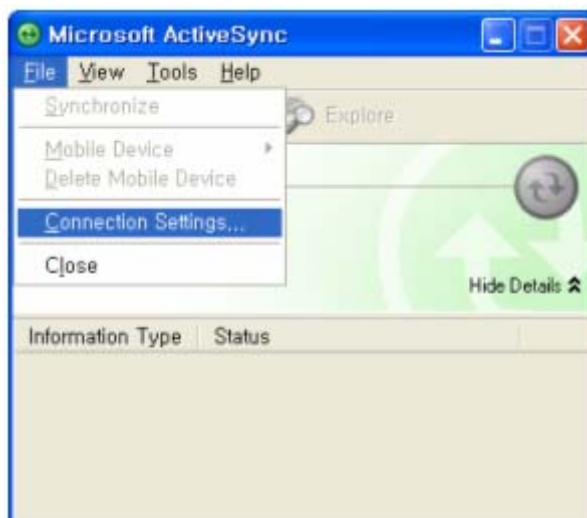 Microsoft ActiveSync
File View Tools Help
Synchronize
Explore
Mobile Device
Delete Mobile Device
Connection Settings...
Close
Hide Details
Information Type Status